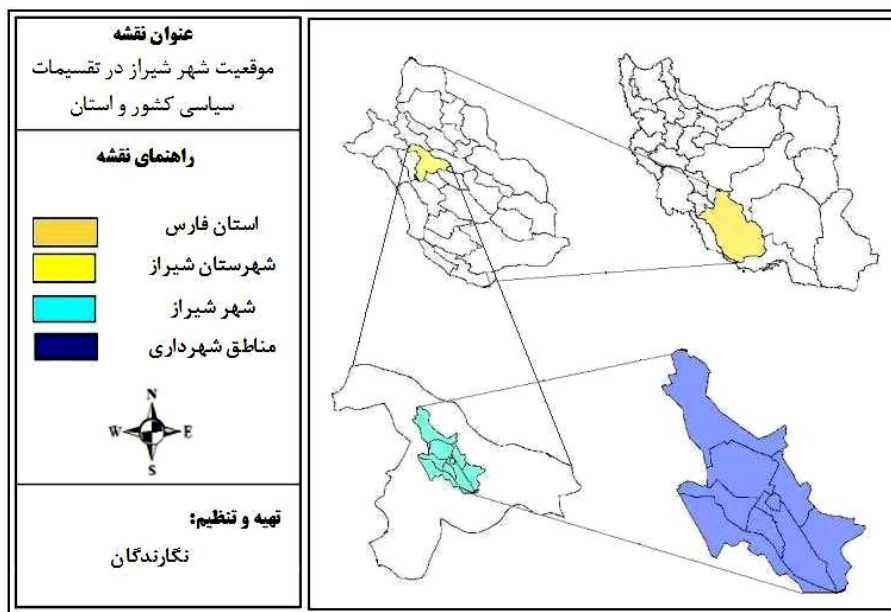 عنوان نقشه
موقعیت شهر شیراز در تقسیمات
سیاسی کشور و استان
راهنمای نقشه
استان فارس
شهرستان شیراز
شهر شیراز
مناطق شهرداری
N
W E
S
تهیه و تنظیم:
نگارندگان